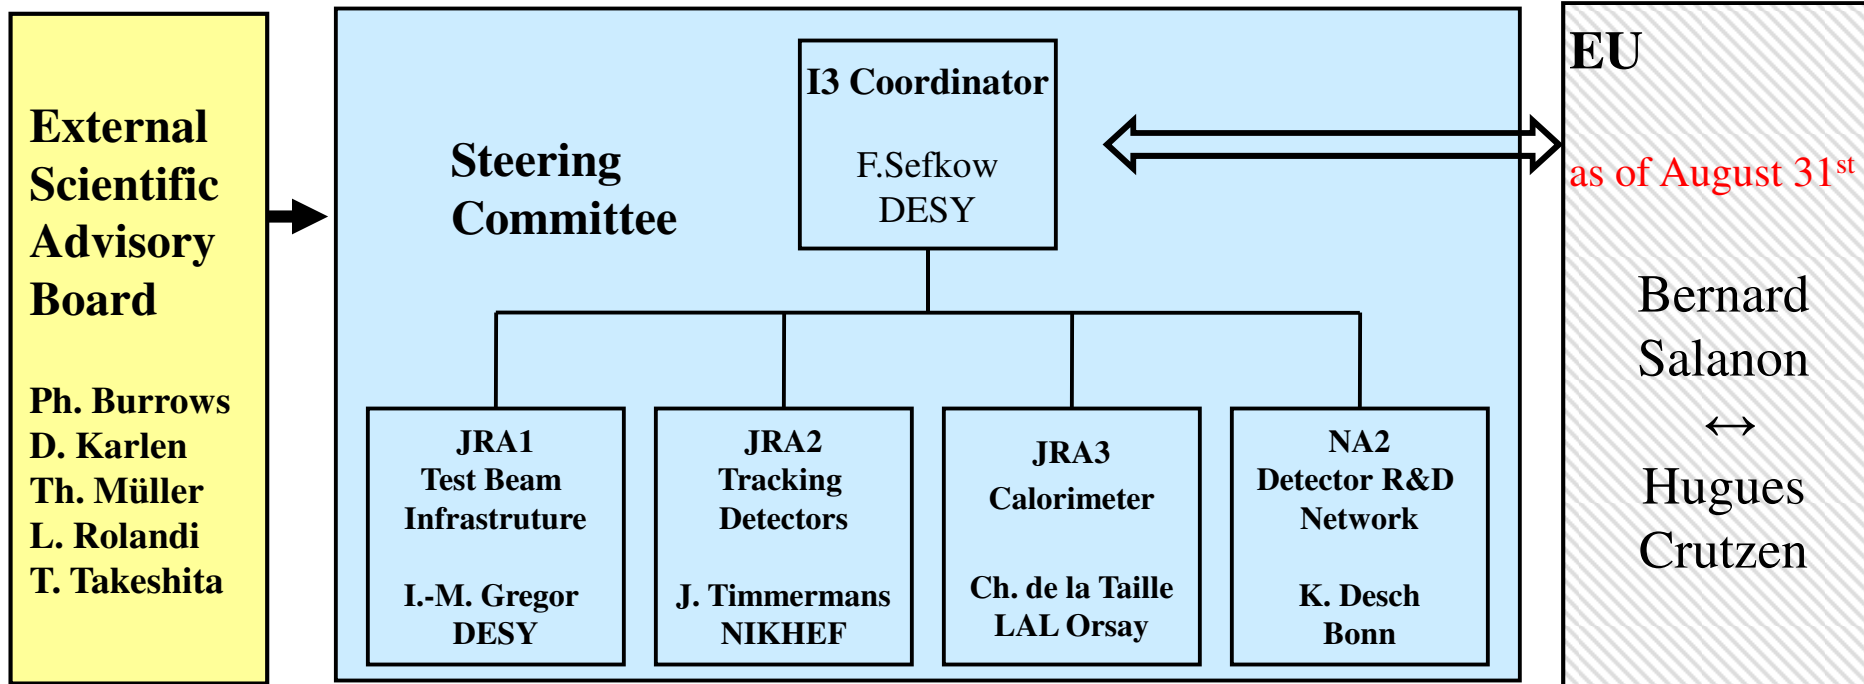 External
Scientific
Advisory
Board
Ph. Burrows
D. Karlen
Th. Müller
L. Rolandi
T. Takeshita
Steering
Committee
I3 Coordinator
F.Sefkow
DESY
JRA1
Test Beam
Infrastruture
I.-M. Gregor
DESY
JRA2
Tracking
Detectors
J. Timmermans
NIKHEF
JRA3
Calorimeter
Ch. de la Taille
LAL Orsay
NA2
Detector R&D
Network
K. Desch
Bonn
EU
as of August 31st
Bernard
Salanon
↔
Hugues
Crutzen